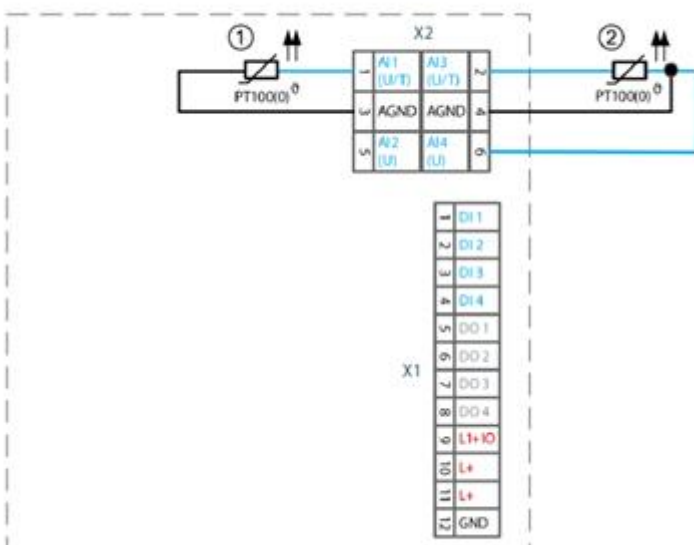 X2
① ②
PT100(0) ϑ
1 AI1 (U/T) AI3 (U/T) 2
PT100(0) ϑ
3 AGND AGND 4
5 AI2 (U) AI4 (U) 6
X1
1 DI 1
2 DI 2
3 DI 3
4 DI 4
5 DO 1
6 DO 2
7 DO 3
8 DO 4
9 L1+IO
10 L+
11 L+
12 GND